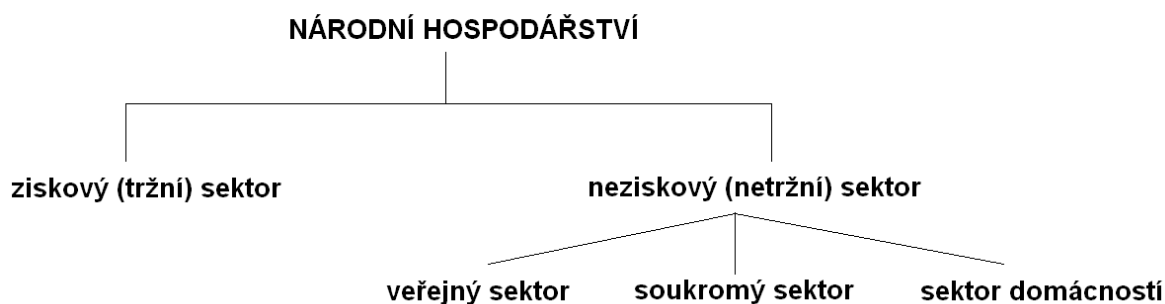 NÁRODNÍ HOSPODÁŘSTVÍ
ziskový (tržní) sektor
neziskový (netržní) sektor
veřejný sektor
soukromý sektor
sektor domácností